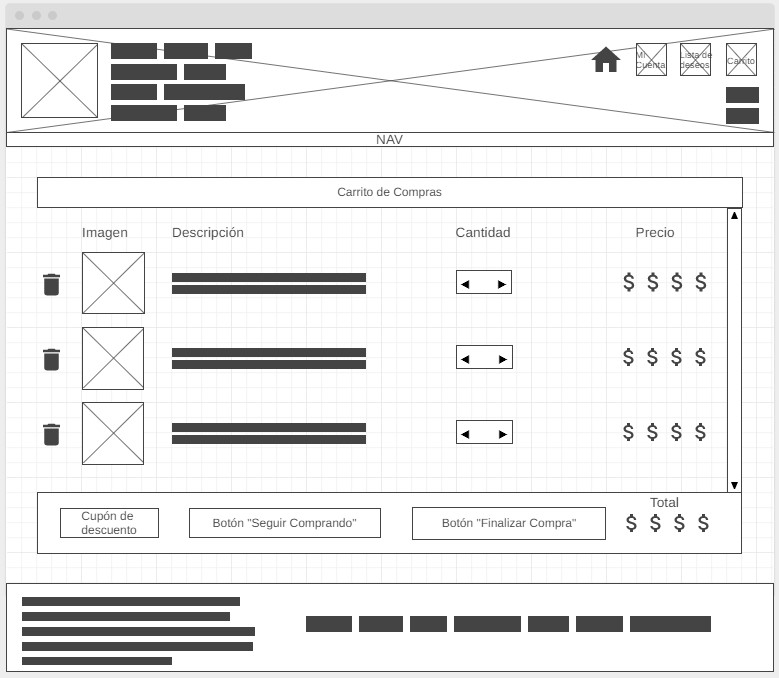 Mi
Cuenta
Lista de
deseos
Carrito
NAV
Carrito de Compras
Imagen
Descripción
Cantidad
Precio
$ $ $ $
$ $ $ $
$ $ $ $
Total
Cupón de
descuento
Botón "Seguir Comprando"
Botón "Finalizar Compra"
$ $ $ $